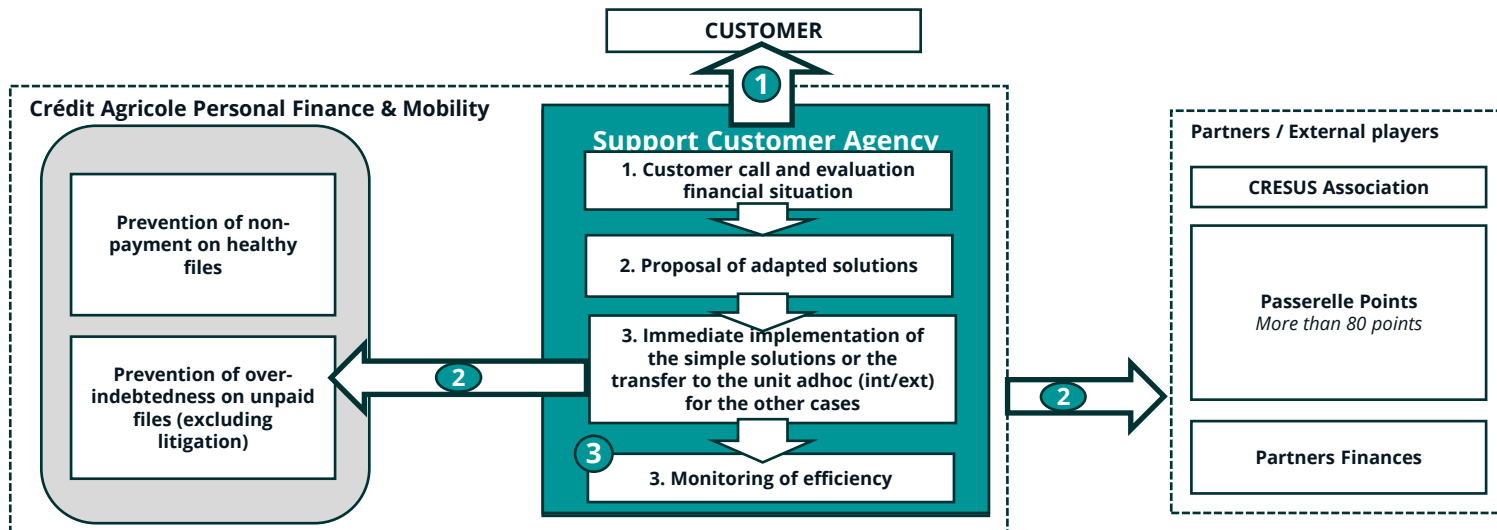 CUSTOMER
1
Crédit Agricole Personal Finance & Mobility
Prevention of non-
payment on healthy
files
Prevention of over-
indebtedness on unpaid
files (excluding
litigation)
2
Support Customer Agency
1. Customer call and evaluation
financial situation
2. Proposal of adapted solutions
3. Immediate implementation of
the simple solutions or the
transfer to the unit adhoc (int/ext)
for the other cases
3
3. Monitoring of efficiency
2
Partners / External players
CRESUS Association
Passerelle Points
More than 80 points
Partners Finances